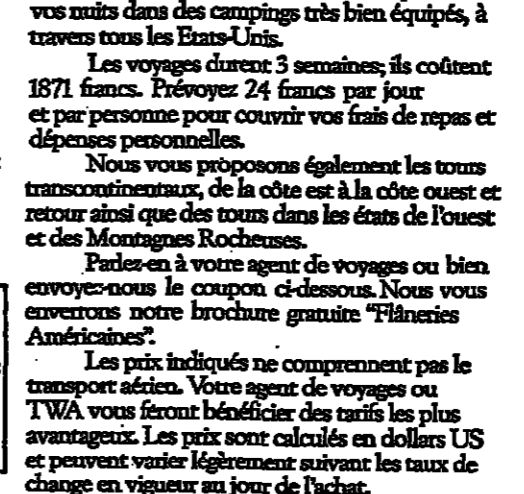 vos nuits dans des campings très bien équipés, à
travers tous les Etats-Unis.
Les voyages durent 3 semaines; ils coûtent
1871 francs. Prévoyez 24 francs par jour
et par personne pour couvrir vos frais de repas et
dépenses personnelles.
Nous vous proposons également les tours
transcontinentaux, de la côte est à la côte ouest et
retour ainsi que des tours dans les états de l'ouest
et des Montagnes Rocheuses.
Parlez-en à votre agent de voyages ou bien
envoyez-nous le coupon ci-dessous. Nous vous
enverrons notre brochure gratuite “Flâneries
Américaines”.
Les prix indiqués ne comprennent pas le
transport aérien. Votre agent de voyages ou
TWA vous feront bénéficier des tarifs les plus
avantageux. Les prix sont calculés en dollars US
et peuvent varier légèrement suivant les taux de
change en vigueur au jour de l'achat.